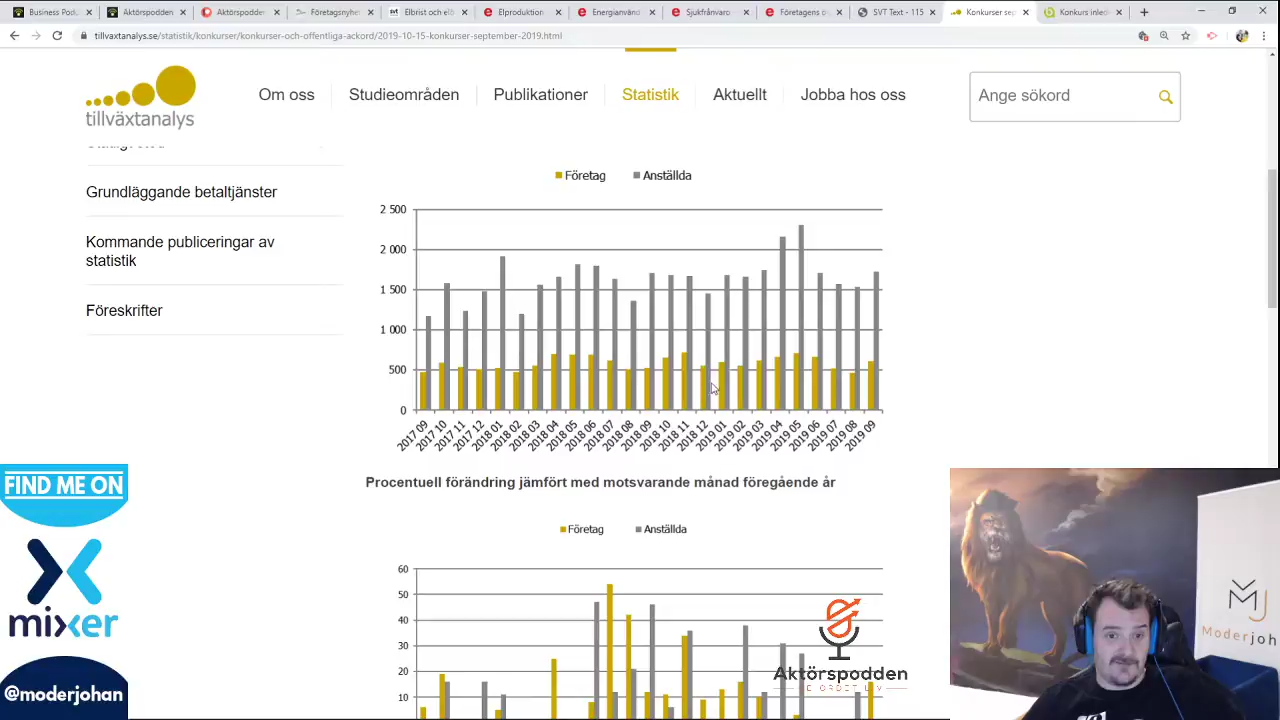 Business Pod
Aktörspodden
Aktörspodden
Företagsnyhe
svt
Elbrist och elö
Elproduktion
Energianvänd
Sjukfrånvaro
Företagens e
SVT Text - 115
Konkurser se
Konkurs inled
tillvaxtanalys.se/statistik/konkurser/konkurser-och-offentliga-ackord/2019-10-15-konkurser-september-2019.html
tillväxtanalys
Om oss
Studieområden
Publikationer
Statistik
Aktuellt
Jobba hos oss
Ange sökord
Grundläggande betaltjänster
Kommande publiceringar av
statistik
Föreskrifter
Företag Anställda
2 500
2 000
1 500
1 000
500
0
2017 09 2017 10 2017 11 2017 12 2018 01 2018 02 2018 03 2018 04 2018 05 2018 06 2018 07 2018 08 2018 09 2018 10 2018 11 2018 12 2019 01 2019 02 2019 03 2019 04 2019 05 2019 06 2019 07 2019 08 2019 09
Procentuell förändring jämfört med motsvarande månad föregående år
Företag Anställda
60
50
40
30
20
10
FIND ME ON
mixer
@moderjohan
Aktörspodden
MJ
Moderjoh